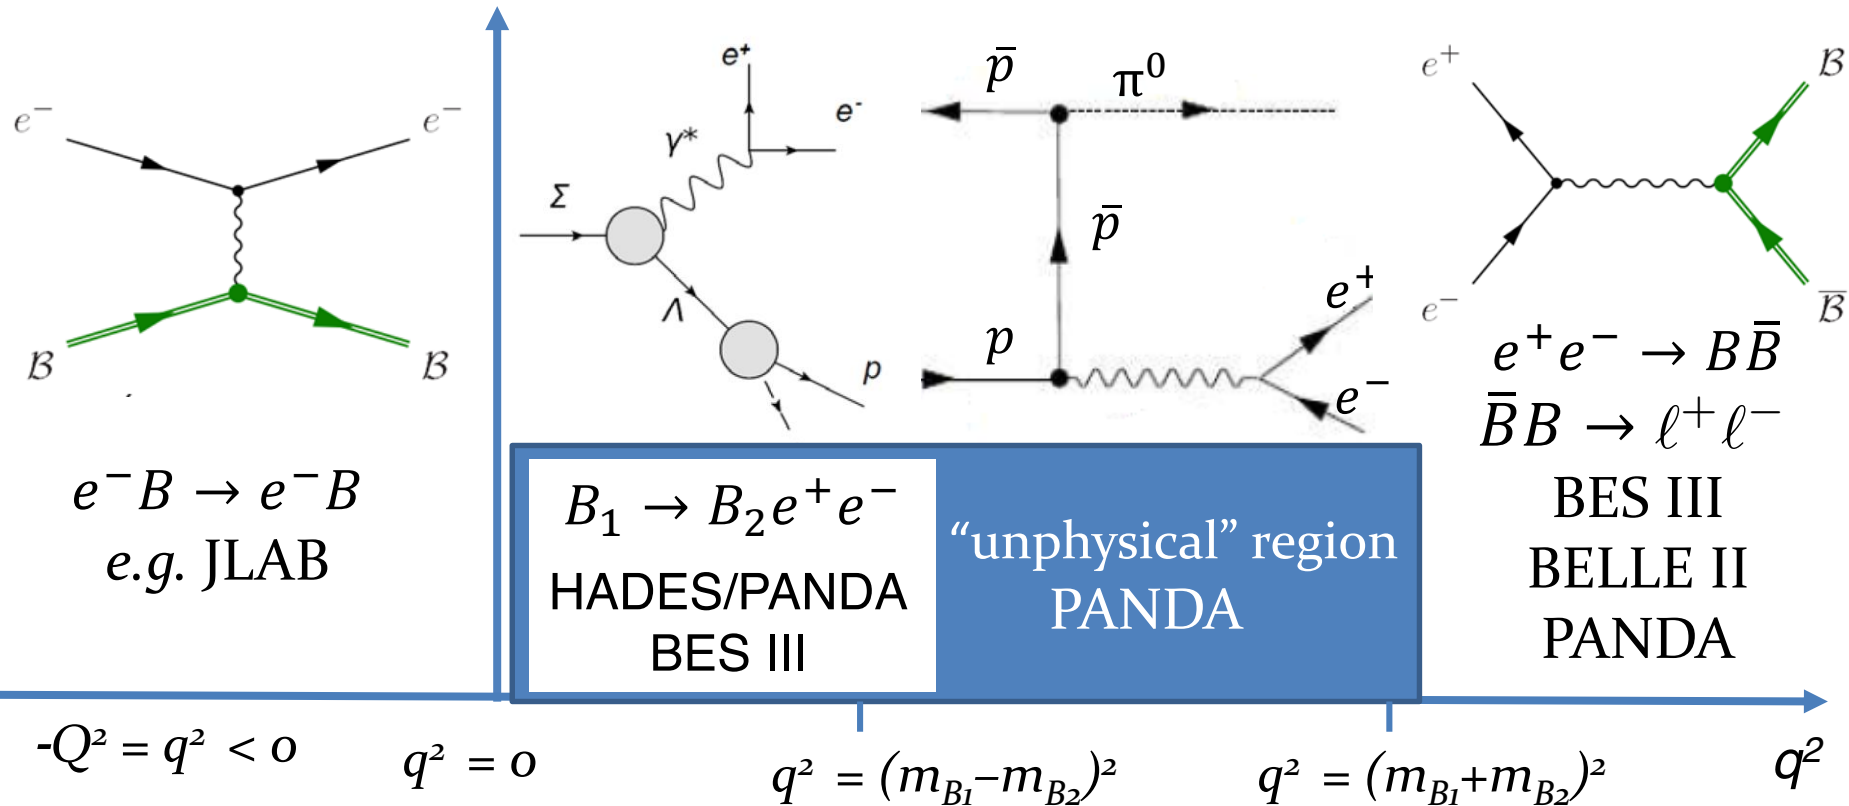 e⁻
e⁻
ℬ
ℬ
e⁻B → e⁻B
e.g. JLAB
Σ
γ*
e⁺
e⁻
Λ
p
p̄
π⁰
p̄
p
e⁺
e⁻
B₁ → B₂e⁺e⁻
HADES/PANDA
BES III
“unphysical” region
PANDA
e⁺
e⁻
ℬ
ℬ̅
e⁺e⁻ → BB̅
B̅B → ℓ⁺ℓ⁻
BES III
BELLE II
PANDA
-Q² = q² < 0
q² = 0
q² = (m_B₁−m_B₂)²
q² = (m_B₁+m_B₂)²
q²